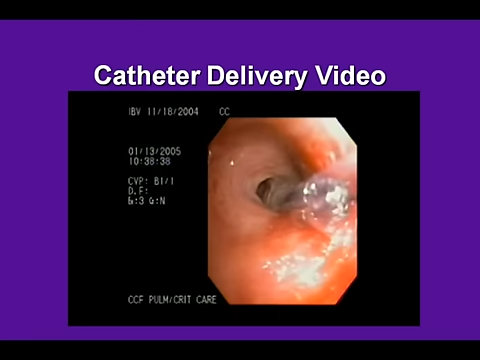 Catheter Delivery Video
IBV 11/18/2004 CC
01/13/2005
10:38:38
CVP: B1/1
D.F:
&:3 G:N
CCF PULM/CRIT CARE